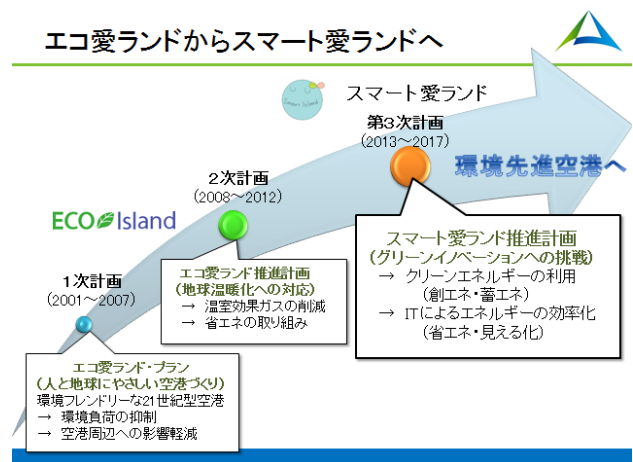 エコ愛ランドからスマート愛ランドへ
Smart Island
スマート愛ランド
第3次計画
(2013～2017)
環境先進空港へ
2次計画
(2008～2012)
ECO Island
1次計画
(2001～2007)
スマート愛ランド推進計画
(グリーンイノベーションへの挑戦)
→ クリーンエネルギーの利用
(創エネ・蓄エネ)
→ ITによるエネルギーの効率化
(省エネ・見える化)
エコ愛ランド推進計画
(地球温暖化への対応)
→ 温室効果ガスの削減
→ 省エネの取り組み
エコ愛ランド・プラン
(人と地球にやさしい空港づくり)
環境フレンドリーな21世紀型空港
→ 環境負荷の抑制
→ 空港周辺への影響軽減